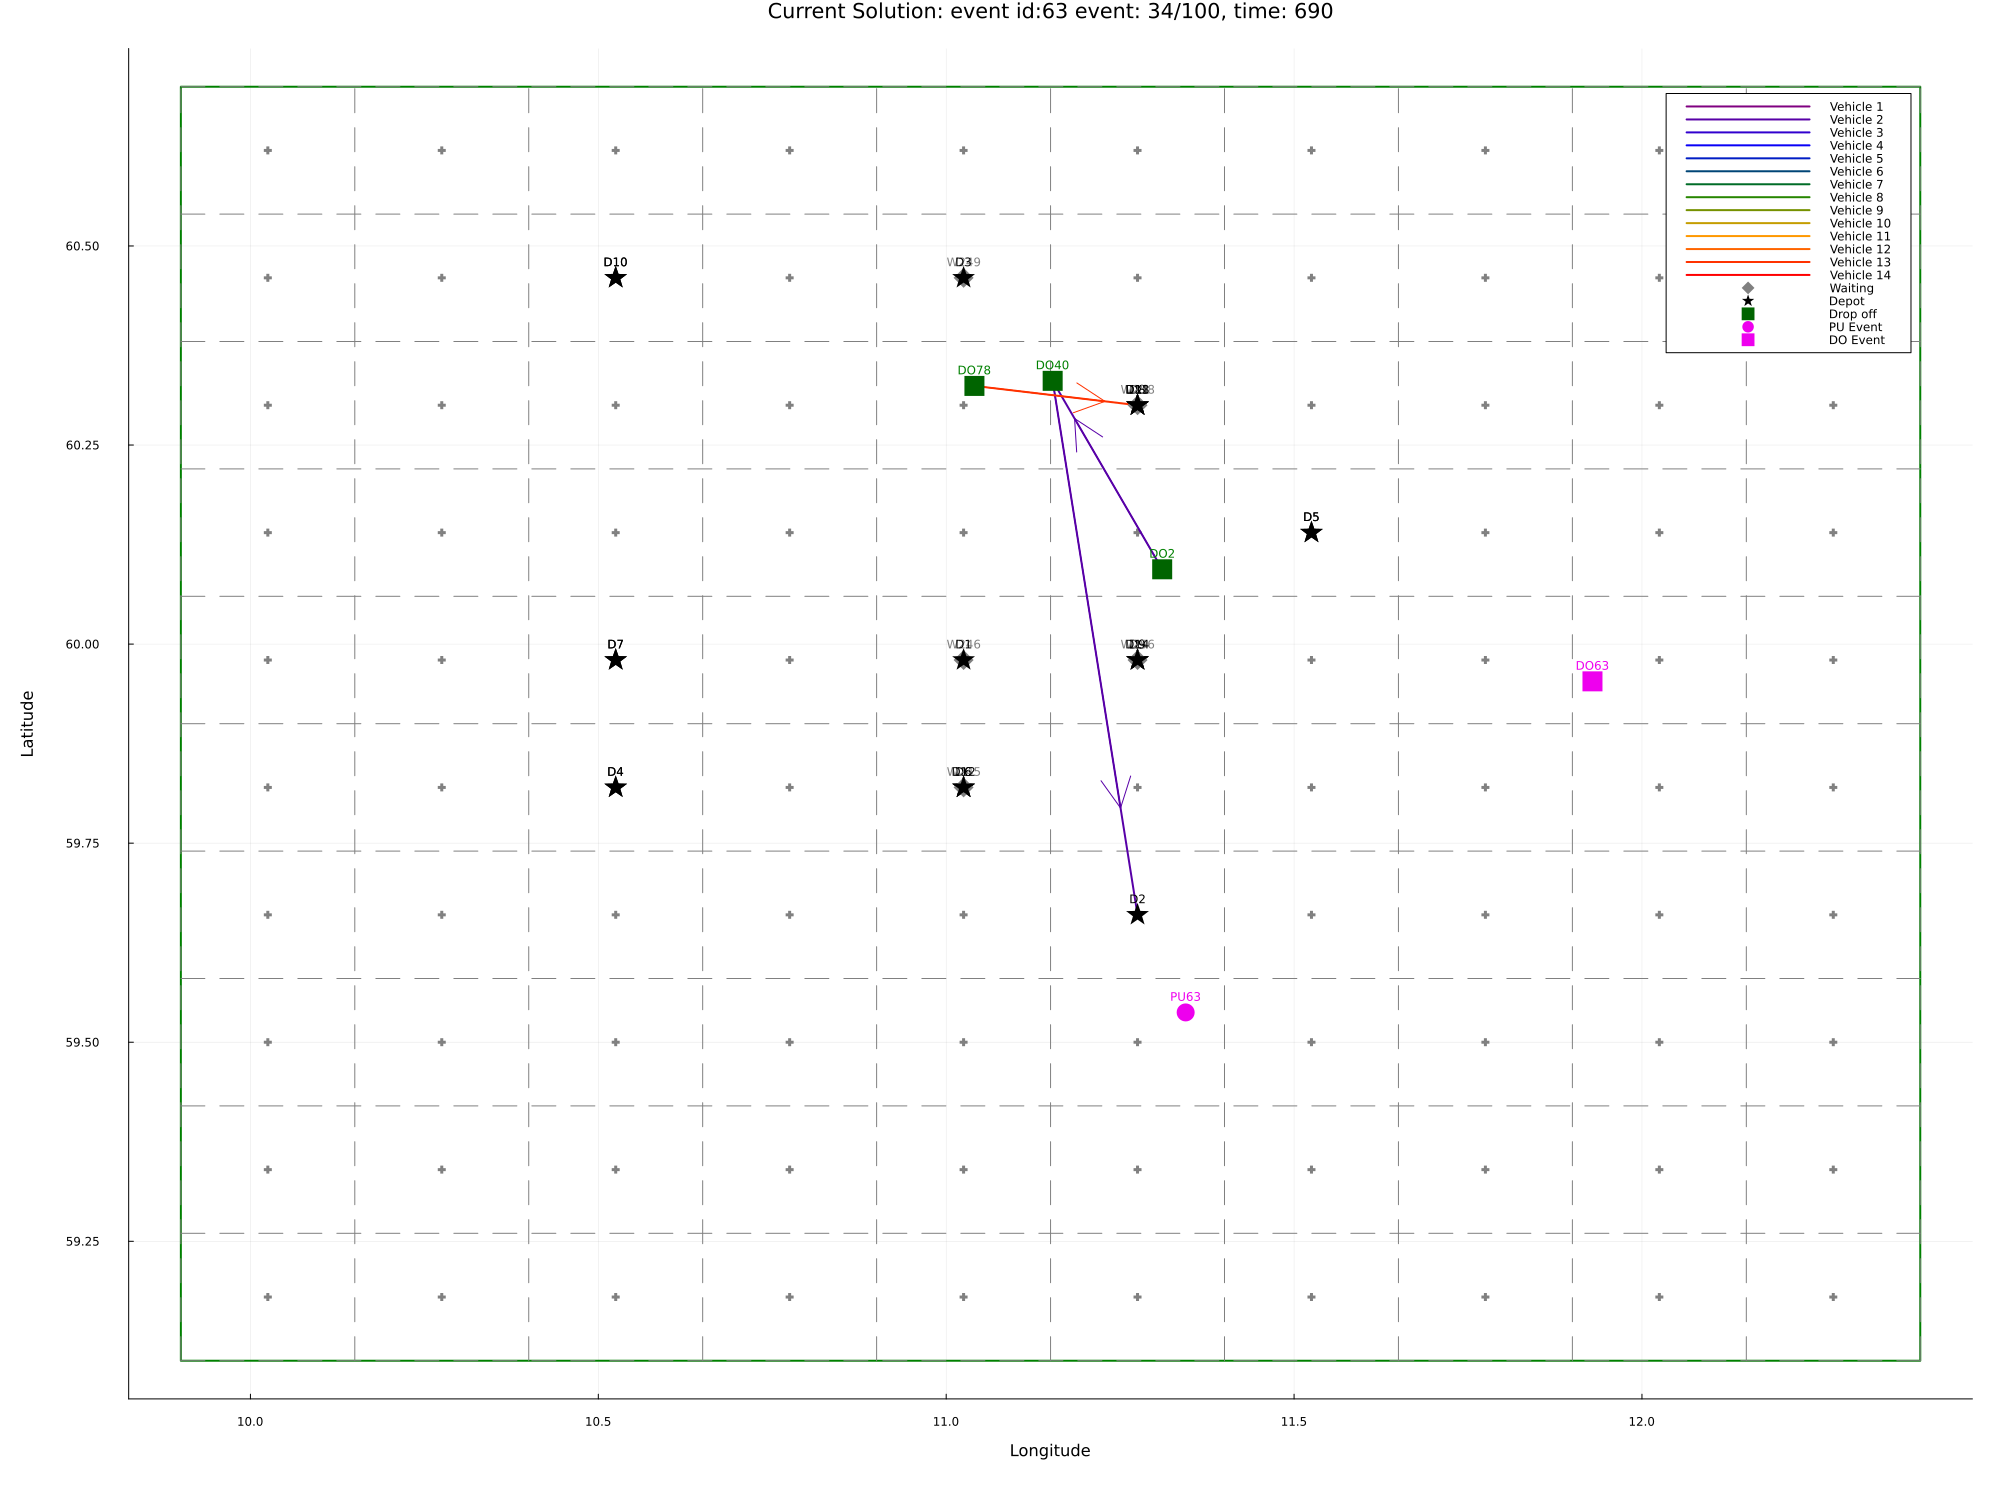 Current Solution: event id:63 event: 34/100, time: 690
Vehicle 1
Vehicle 2
Vehicle 3
Vehicle 4
Vehicle 5
Vehicle 6
Vehicle 7
Vehicle 8
Vehicle 9
Vehicle 10
Vehicle 11
Vehicle 12
Vehicle 13
Vehicle 14
Waiting
Depot
Drop off
PU Event
DO Event
60.50
60.25
60.00
59.75
59.50
59.25
Latitude
D10
D3
DO78
DO40
D5
DO2
D7
D1
DO63
D4
D2
PU63
10.0
10.5
11.0
11.5
12.0
Longitude